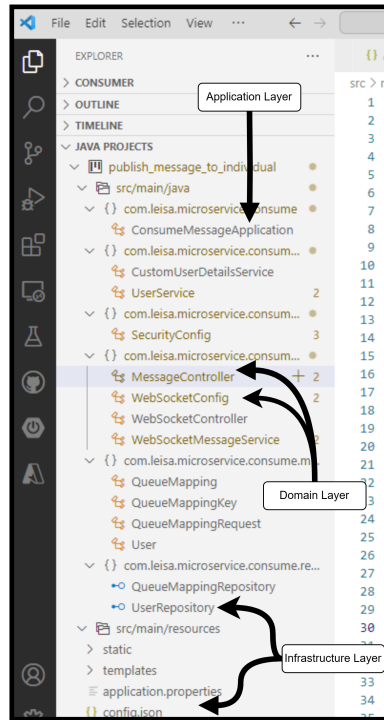 File Edit Selection View ... ← →
EXPLORER ... {}
> CONSUMER
src >
> OUTLINE
> TIMELINE
Application Layer
JAVA PROJECTS
publish_message_to_individual
src/main/java
{} com.leisa.microservice.consume
ConsumeMessageApplication
{} com.leisa.microservice.consum...
CustomUserDetailsService
UserService 2
{} com.leisa.microservice.consum...
SecurityConfig 3
{} com.leisa.microservice.consum...
MessageController + 2
WebSocketConfig 2
WebSocketController
WebSocketMessageService 2
{} com.leisa.microservice.consume.m...
QueueMapping
QueueMappingKey
Domain Layer
QueueMappingRequest
User
{} com.leisa.microservice.consume.re...
QueueMappingRepository
UserRepository
src/main/resources
> static
Infrastructure Layer
> templates
application.properties
{} config.json
1
2
3
4
5
6
7
8
9
10
11
12
13
14
15
16
17
18
19
20
21
22
23
24
25
26
27
28
29
30
33
34